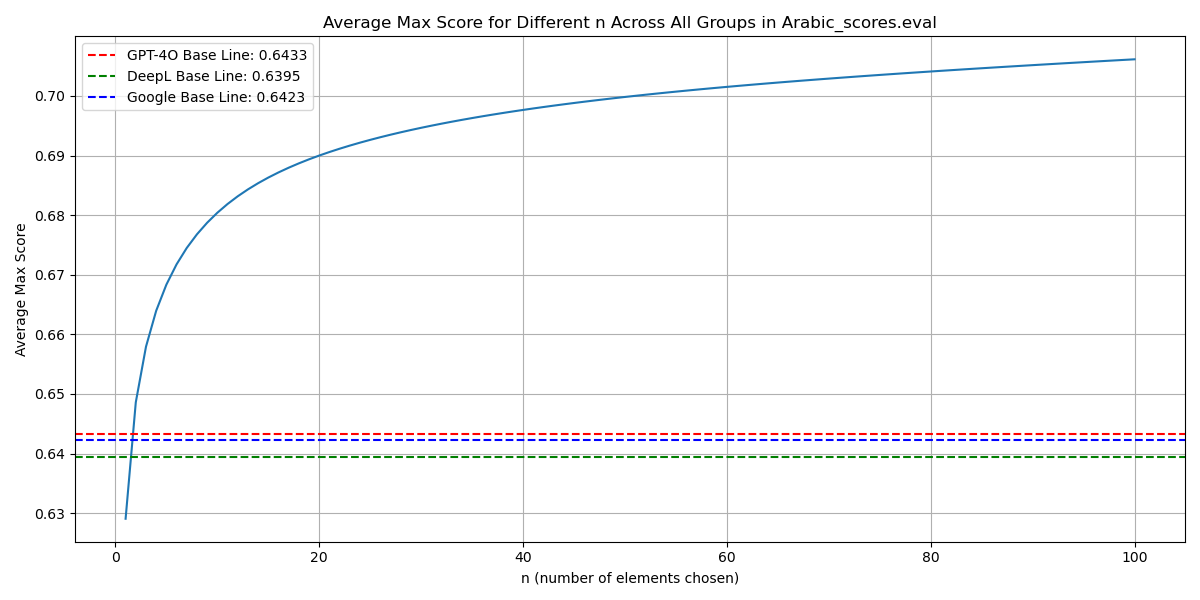 Average Max Score for Different n Across All Groups in Arabic_scores.eval
GPT-4O Base Line: 0.6433
DeepL Base Line: 0.6395
Google Base Line: 0.6423
Average Max Score
0.70
0.69
0.68
0.67
0.66
0.65
0.64
0.63
0 20 40 60 80 100
n (number of elements chosen)